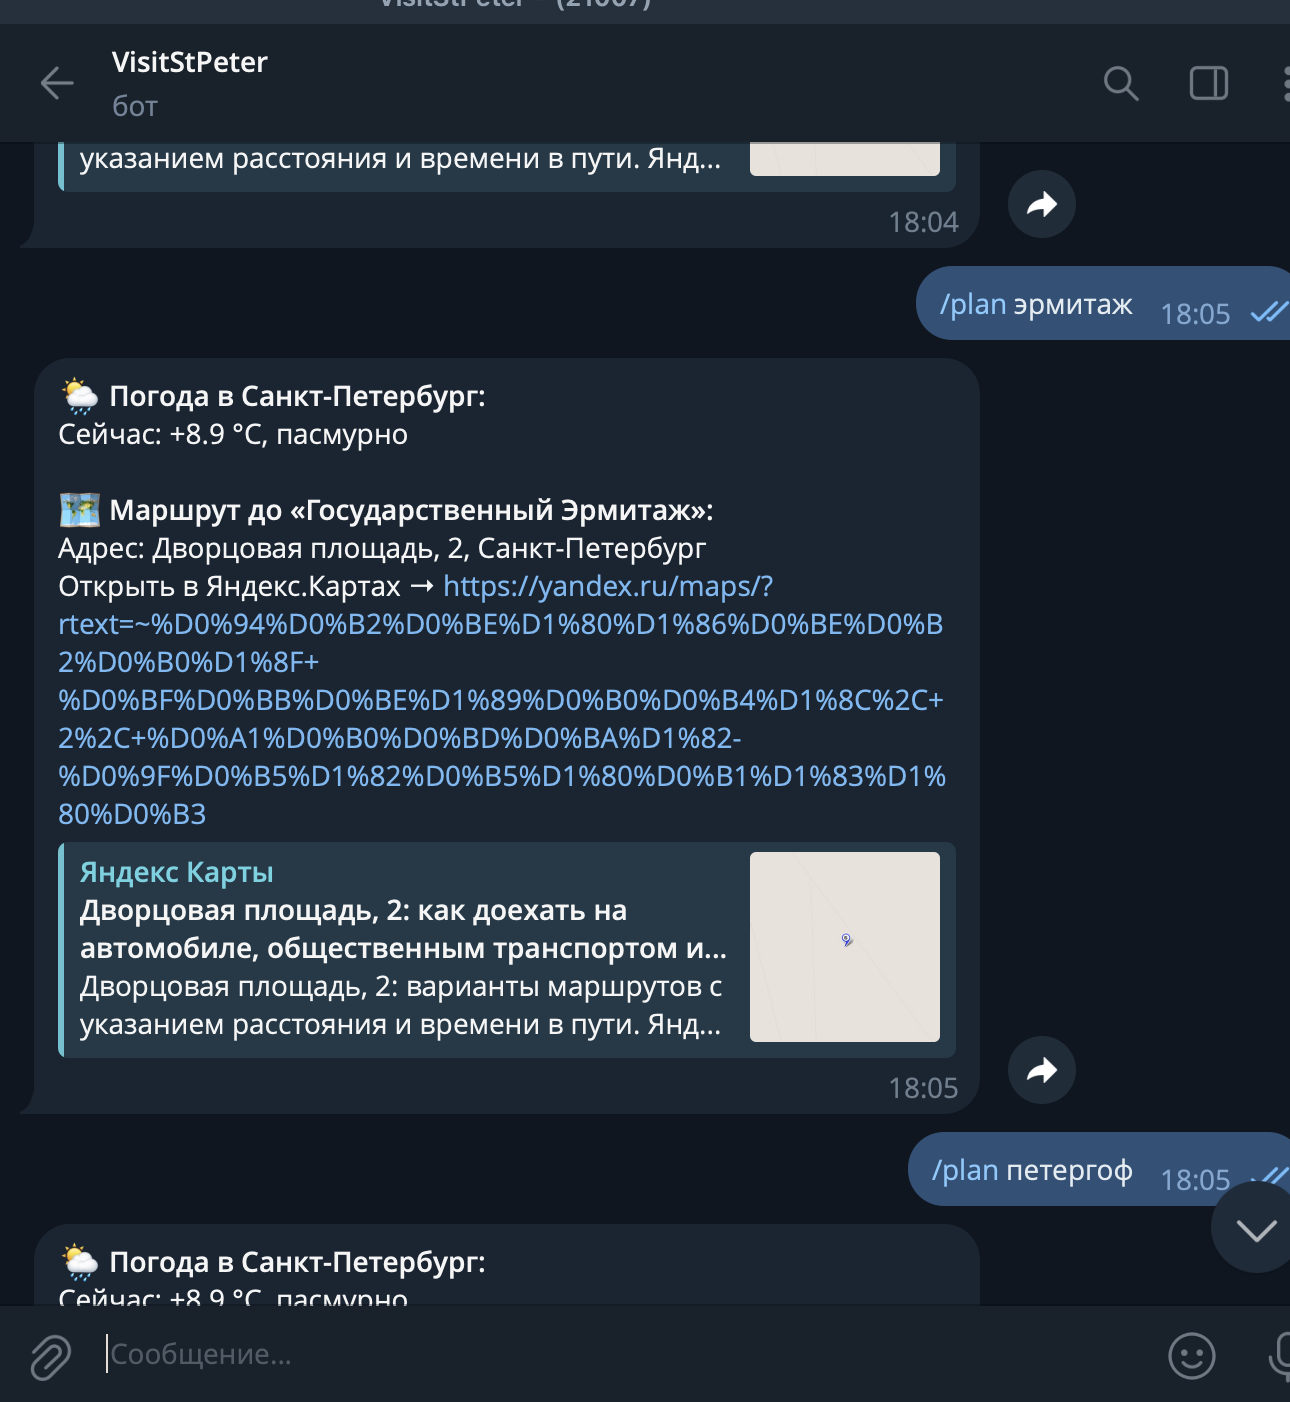 VisitStPeter
бот
указанием расстояния и времени в пути. Янд...
18:04
/plan эрмитаж 18:05
Погода в Санкт-Петербург:
Сейчас: +8.9 °C, пасмурно
Маршрут до «Государственный Эрмитаж»:
Адрес: Дворцовая площадь, 2, Санкт-Петербург
Открыть в Яндекс.Картах → https://yandex.ru/maps/?
rtext=~%D0%94%D0%B2%D0%BE%D1%80%D1%86%D0%BE%D0%B
2%D0%B0%D1%8F+
%D0%BF%D0%BB%D0%BE%D1%89%D0%B0%D0%B4%D1%8C%2C+
2%2C+%D0%A1%D0%B0%D0%BD%D0%BA%D1%82-
%D0%9F%D0%B5%D1%82%D0%B5%D1%80%D0%B1%D1%83%D1%
80%D0%B3
Яндекс Карты
Дворцовая площадь, 2: как доехать на
автомобиле, общественным транспортом и...
Дворцовая площадь, 2: варианты маршрутов с
указанием расстояния и времени в пути. Янд...
18:05
/plan петергоф 18:05
Погода в Санкт-Петербург:
Сейчас: +8.9 °C, пасмурно
Сообщение...